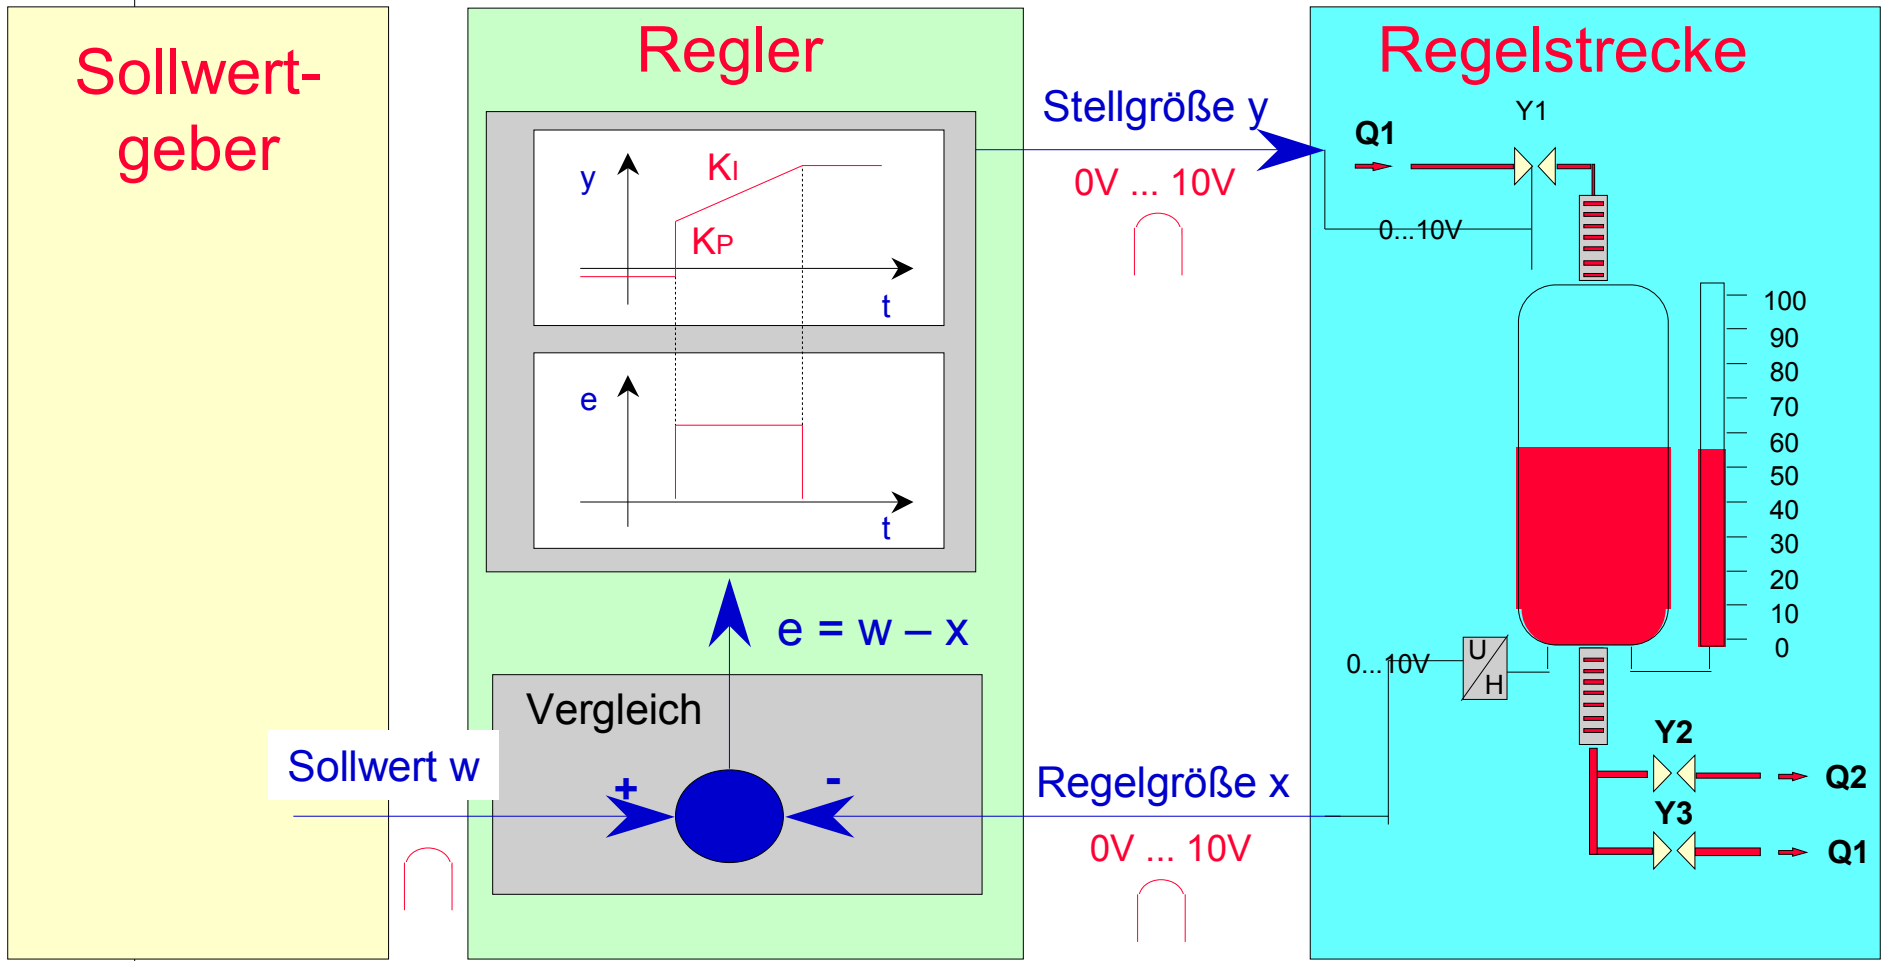 Sollwert-
geber
Regler
Regelstrecke
y
KI
KP
t
e
t
e = w – x
Vergleich
Sollwert w
+
-
Stellgröße y
0V ... 10V
Regelgröße x
0V ... 10V
Y1
Q1
0...10V
100
90
80
70
60
50
40
30
20
10
0
0...10V
U
H
Y2
Q2
Y3
Q1